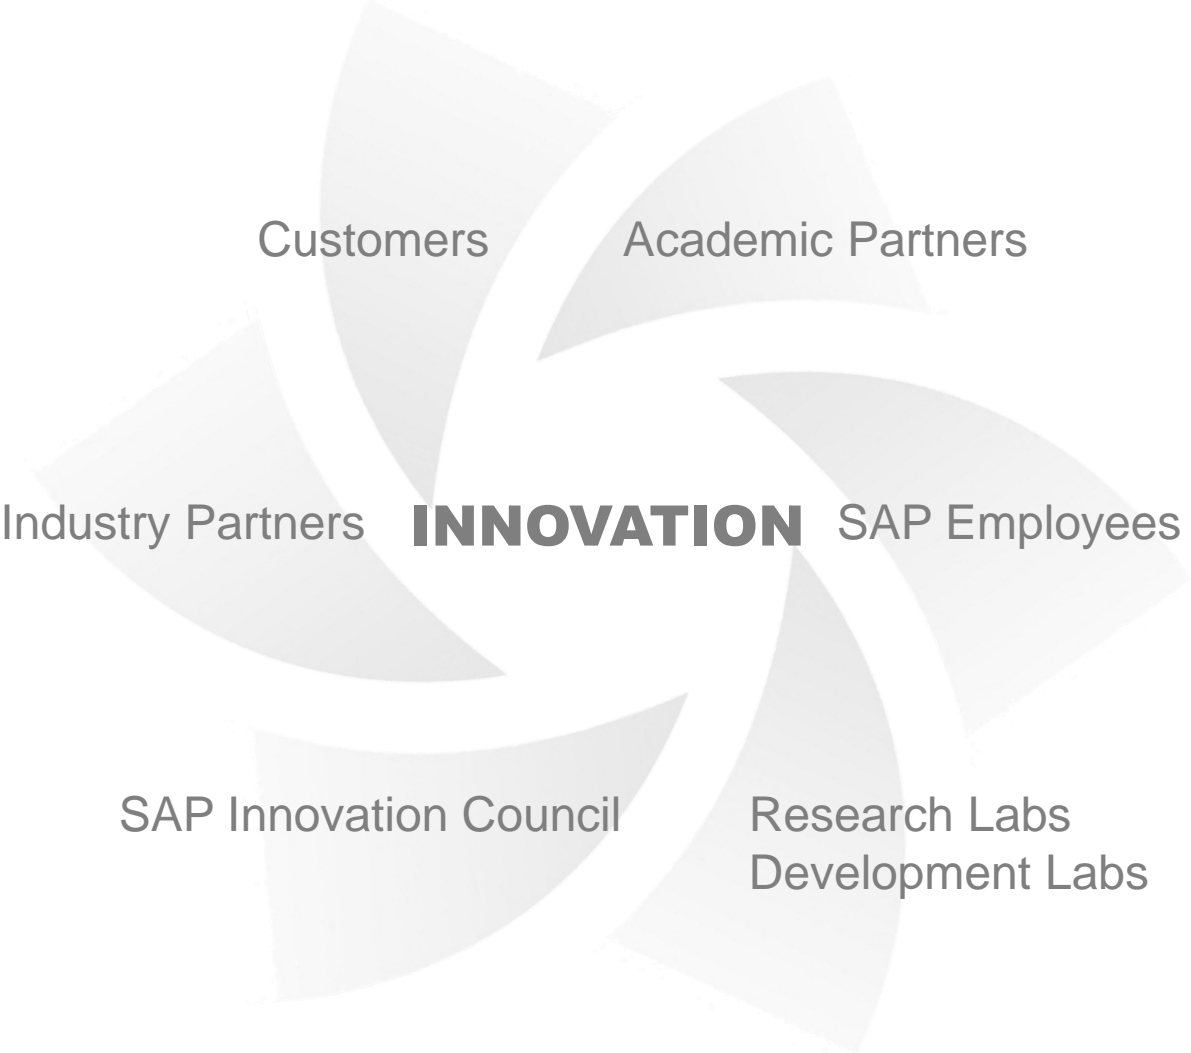 Customers
Academic Partners
Industry Partners
INNOVATION
SAP Employees
SAP Innovation Council
Research Labs
Development Labs